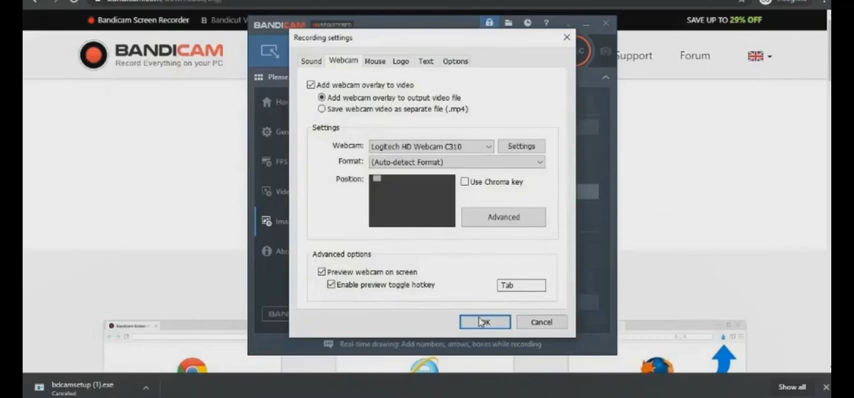 Bandicam Screen Recorder
SAVE UP TO 29% OFF
BANDICAM
Record Everything on your PC
Support
Forum
BANDICAM
Recording settings
Sound
Webcam
Mouse
Logo
Text
Options
Add webcam overlay to video
Add webcam overlay to output video file
Save webcam video as separate file (.mp4)
Settings
Webcam:
Logitech HD Webcam C310
Settings
Format:
(Auto-detect Format)
Position:
Use Chroma key
Advanced
Advanced options
Preview webcam on screen
Enable preview toggle hotkey
Tab
Cancel
Real-time drawing: Add numbers, arrows, boxes while recording
bdcamsetup (1).exe
Cancelled
Show all